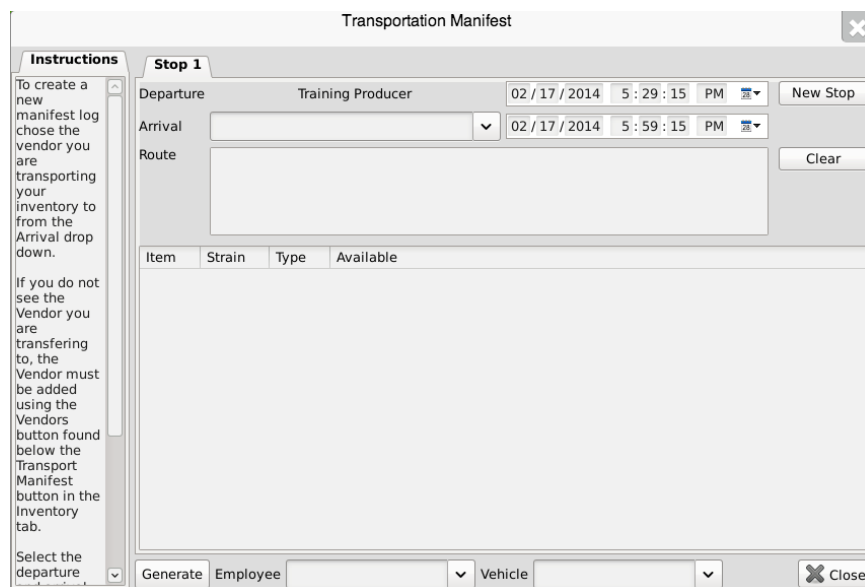 Transportation Manifest
Instructions
To create a
new
manifest log
chose the
vendor you
are
transporting
your
inventory to
from the
Arrival drop
down.
If you do not
see the
Vendor you
are
transfering
to, the
Vendor must
be added
using the
Vendors
button found
below the
Transport
Manifest
button in the
Inventory
tab.
Select the
departure
Stop 1
Departure Training Producer 02 / 17 / 2014 5 : 29 : 15 PM 28 New Stop
Arrival 02 / 17 / 2014 5 : 59 : 15 PM 28
Route Clear
Item Strain Type Available
Generate Employee Vehicle Close